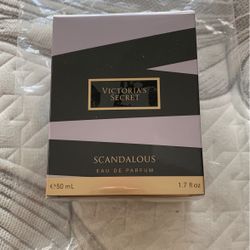 VICTORIA'S
SECRET
SCANDALOUS
EAU DE PARFUM
℮50 mL 1.7 fl oz